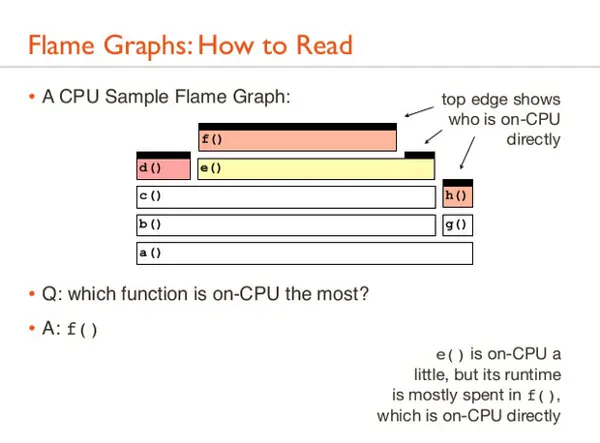 Flame Graphs: How to Read
• A CPU Sample Flame Graph:
top edge shows
who is on-CPU
directly
f()
d()
e()
c()
h()
b()
g()
a()
• Q: which function is on-CPU the most?
• A: f()
e() is on-CPU a
little, but its runtime
is mostly spent in f(),
which is on-CPU directly